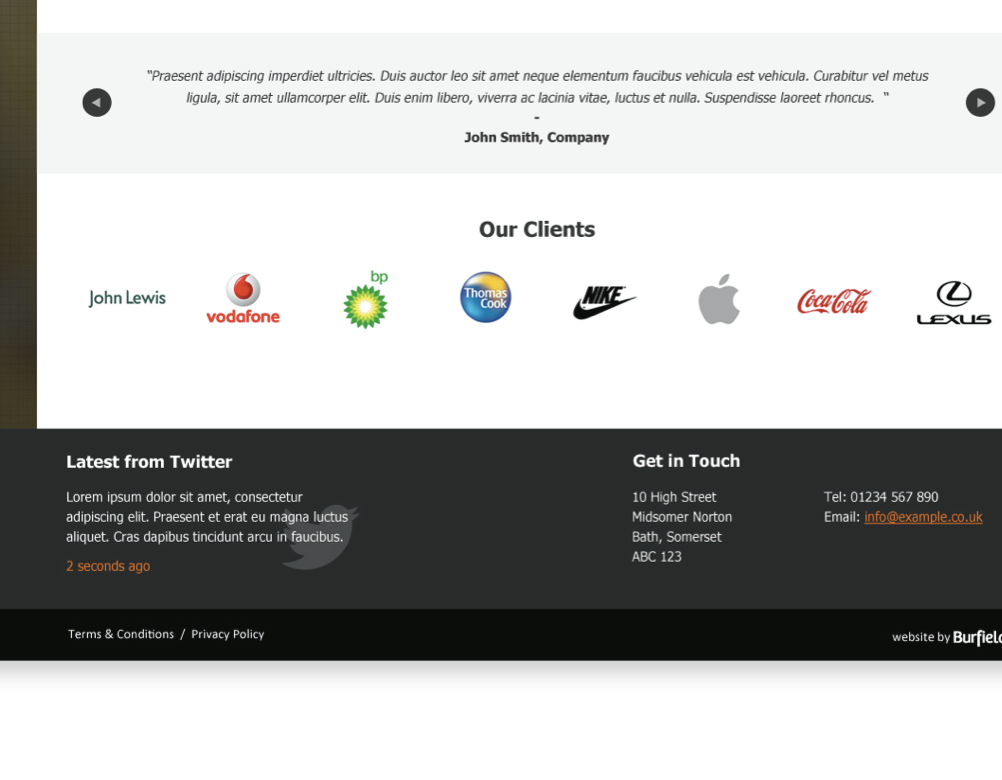 “Praesent adipiscing imperdiet ultricies. Duis auctor leo sit amet neque elementum faucibus vehicula est vehicula. Curabitur vel metus
ligula, sit amet ullamcorper elit. Duis enim libero, viverra ac lacinia vitae, luctus et nulla. Suspendisse laoreet rhoncus. “
-
John Smith, Company
Our Clients
John Lewis
vodafone
bp
Thomas
Cook
NIKE
Coca-Cola
LEXUS
Latest from Twitter
Lorem ipsum dolor sit amet, consectetur
adipiscing elit. Praesent et erat eu magna luctus
aliquet. Cras dapibus tincidunt arcu in faucibus.
2 seconds ago
Get in Touch
10 High Street
Midsomer Norton
Bath, Somerset
ABC 123
Tel: 01234 567 890
Email: info@example.co.uk
Terms & Conditions / Privacy Policy
website by